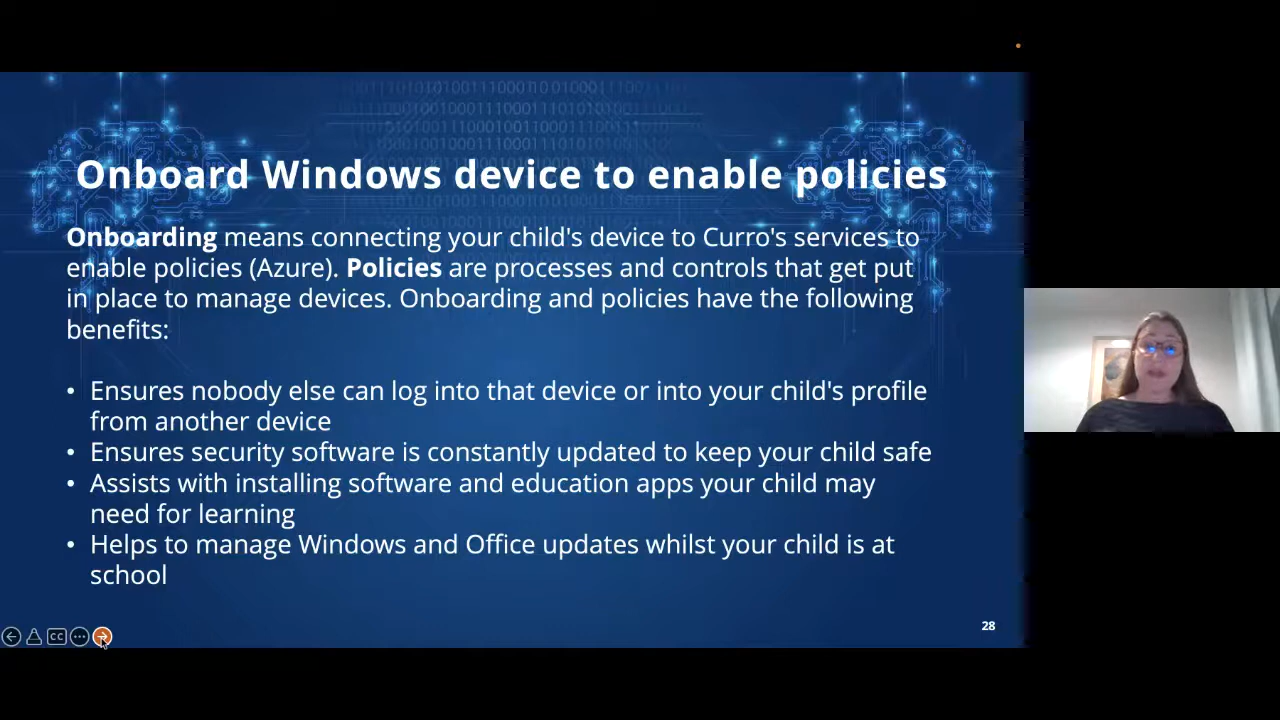 Onboard Windows device to enable policies
Onboarding means connecting your child's device to Curro's services to
enable policies (Azure). Policies are processes and controls that get put
in place to manage devices. Onboarding and policies have the following
benefits:
• Ensures nobody else can log into that device or into your child's profile
from another device
• Ensures security software is constantly updated to keep your child safe
• Assists with installing software and education apps your child may
need for learning
• Helps to manage Windows and Office updates whilst your child is at
school
28
CC